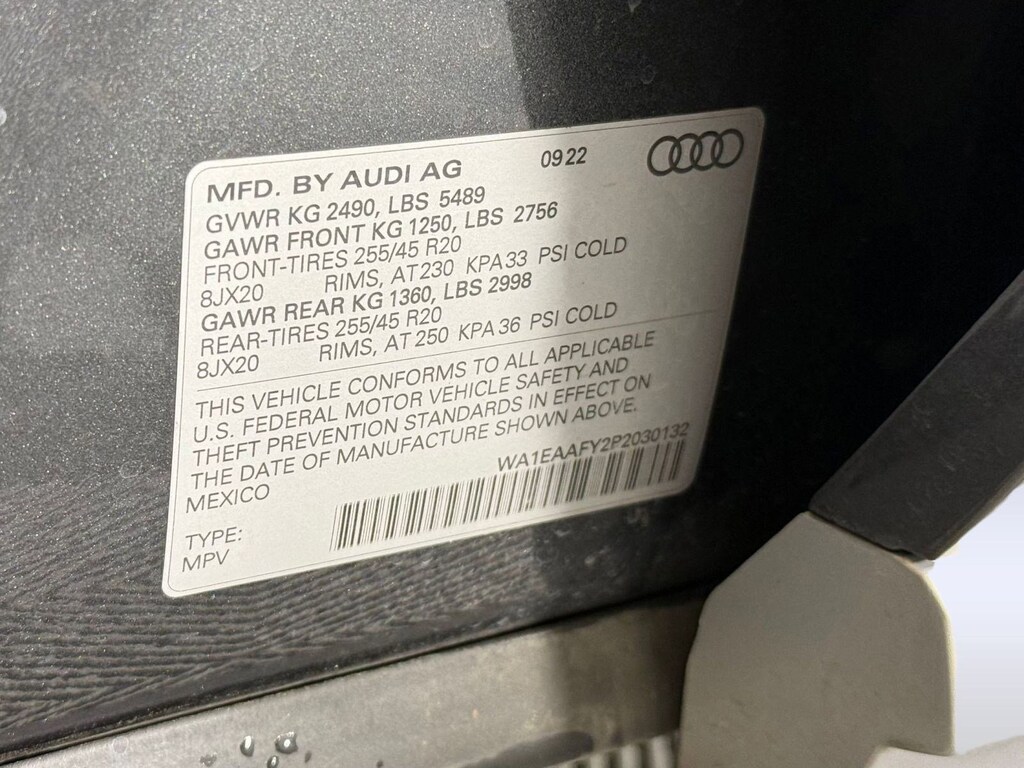 MFD. BY AUDI AG 09 22
GVWR KG 2490, LBS 5489
GAWR FRONT KG 1250, LBS 2756
FRONT-TIRES 255/45 R20
8JX20 RIMS, AT 230 KPA 33 PSI COLD
GAWR REAR KG 1360, LBS 2998
REAR-TIRES 255/45 R20
8JX20 RIMS, AT 250 KPA 36 PSI COLD
THIS VEHICLE CONFORMS TO ALL APPLICABLE
U.S. FEDERAL MOTOR VEHICLE SAFETY AND
THEFT PREVENTION STANDARDS IN EFFECT ON
THE DATE OF MANUFACTURE SHOWN ABOVE.
MEXICO
WA1EAAFY2P2030132
TYPE:
MPV